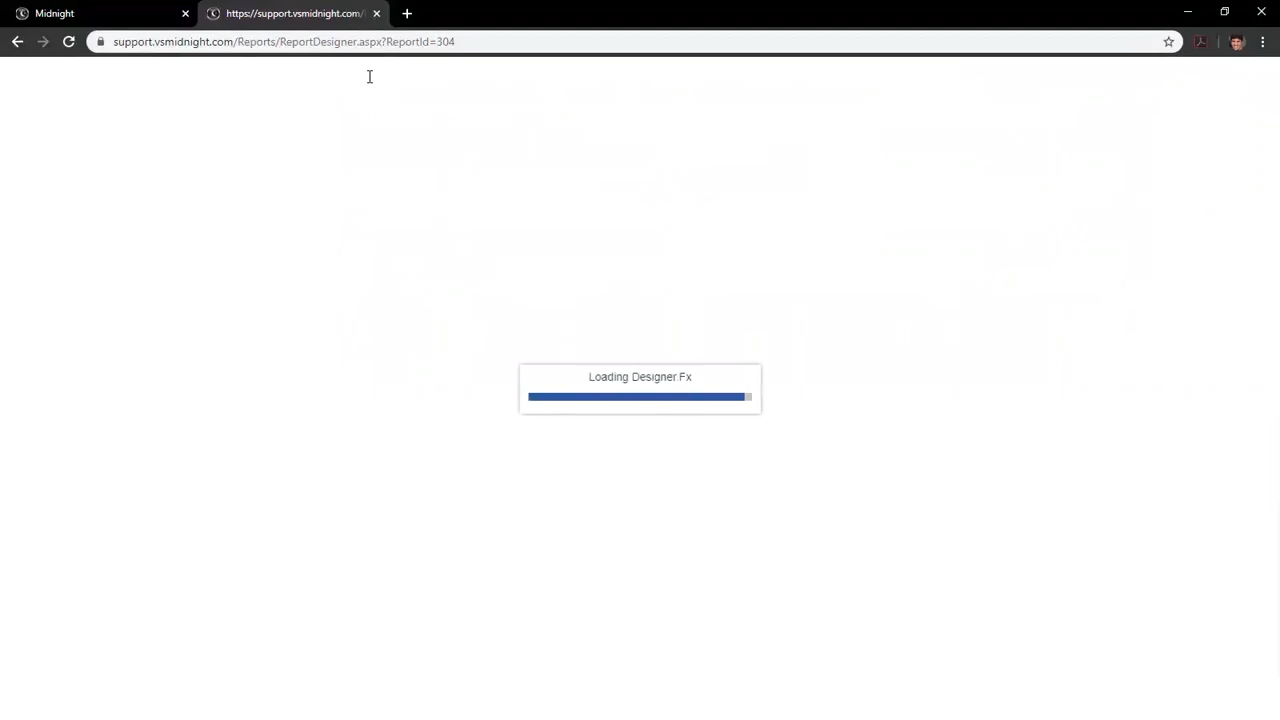 Midnight
https://support.vsmidnight.com/
support.vsmidnight.com/Reports/ReportDesigner.aspx?ReportId=304
Loading Designer.Fx